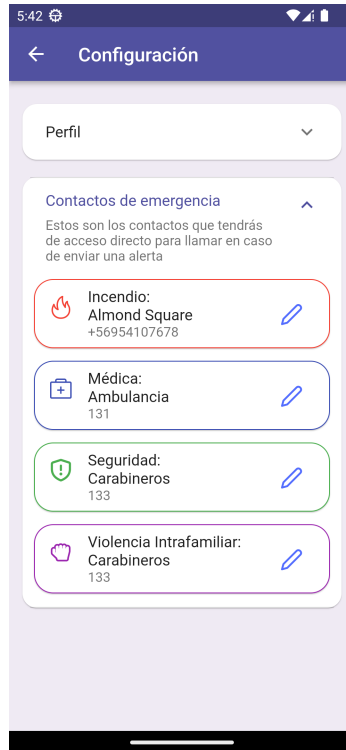 5:42
Configuración
Perfil
Contactos de emergencia
Estos son los contactos que tendrás
de acceso directo para llamar en caso
de enviar una alerta
Incendio:
Almond Square
+56954107678
Médica:
Ambulancia
131
Seguridad:
Carabineros
133
Violencia Intrafamiliar:
Carabineros
133